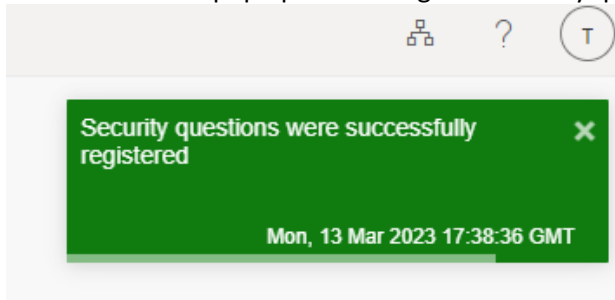 ?
T
Security questions were successfully
registered
Mon, 13 Mar 2023 17:38:36 GMT